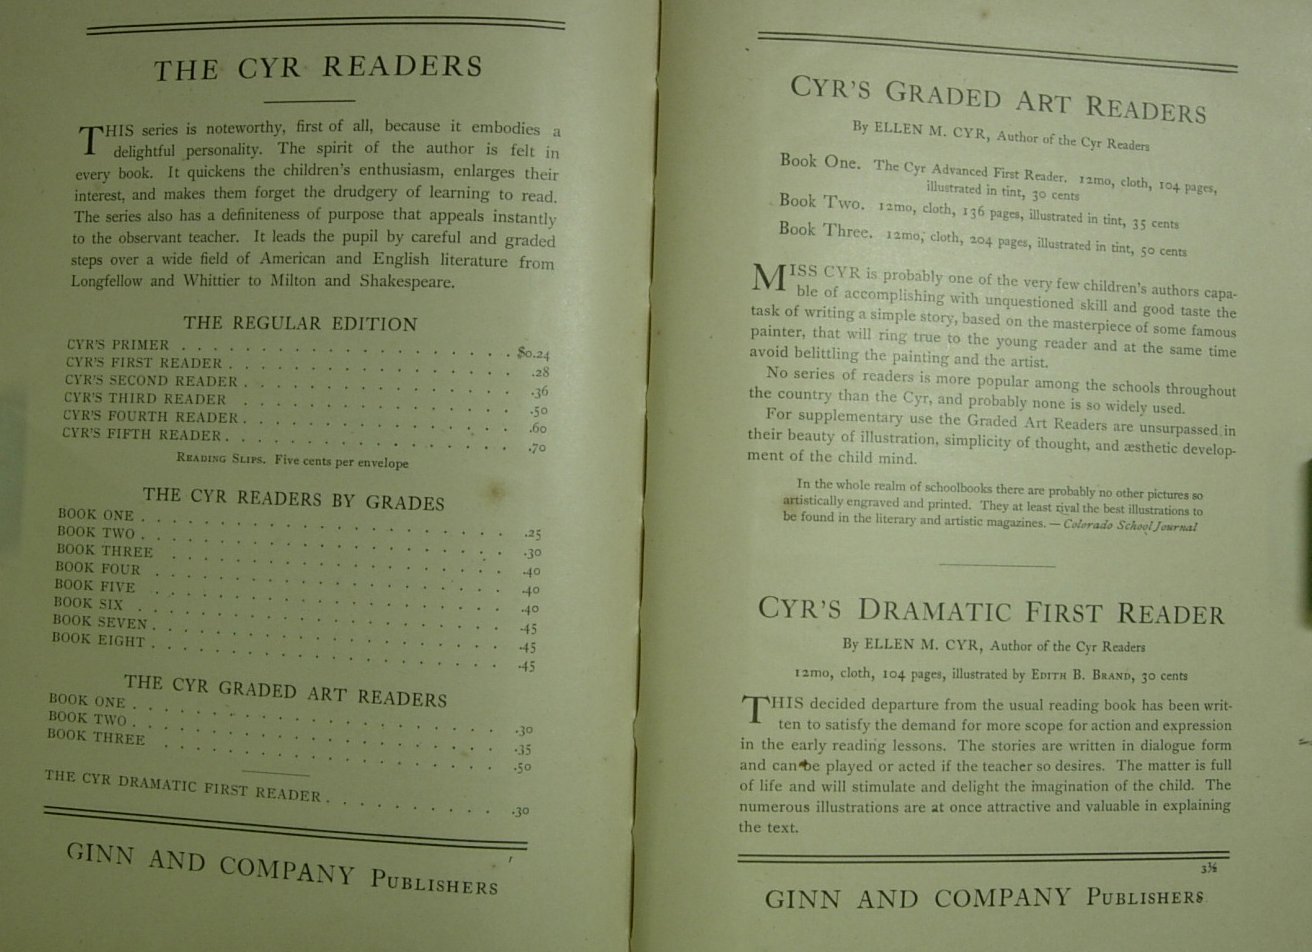 THE CYR READERS
THIS series is noteworthy, first of all, because it embodies a
delightful personality. The spirit of the author is felt in
every book. It quickens the children's enthusiasm, enlarges their
interest, and makes them forget the drudgery of learning to read.
The series also has a definiteness of purpose that appeals instantly
to the observant teacher. It leads the pupil by careful and graded
steps over a wide field of American and English literature from
Longfellow and Whittier to Milton and Shakespeare.
THE REGULAR EDITION
CYR'S PRIMER . . . . . . . . . . . . . . . . $0.24
CYR'S FIRST READER . . . . . . . . . . . . . . .28
CYR'S SECOND READER . . . . . . . . . . . . . . .36
CYR'S THIRD READER . . . . . . . . . . . . . . .50
CYR'S FOURTH READER . . . . . . . . . . . . . . .60
CYR'S FIFTH READER . . . . . . . . . . . . . . .70
READING SLIPS. Five cents per envelope
THE CYR READERS BY GRADES
BOOK ONE . . . . . . . . . . . . . . . . .25
BOOK TWO . . . . . . . . . . . . . . . . .30
BOOK THREE . . . . . . . . . . . . . . . .40
BOOK FOUR . . . . . . . . . . . . . . . . .40
BOOK FIVE . . . . . . . . . . . . . . . . .40
BOOK SIX . . . . . . . . . . . . . . . . .45
BOOK SEVEN . . . . . . . . . . . . . . . . .45
BOOK EIGHT . . . . . . . . . . . . . . . . .45
THE CYR GRADED ART READERS
BOOK ONE . . . . . . . . . . . . . . . . .30
BOOK TWO . . . . . . . . . . . . . . . . .35
BOOK THREE . . . . . . . . . . . . . . . .50
THE CYR DRAMATIC FIRST READER . . . . . . . . .30
GINN AND COMPANY PUBLISHERS
CYR'S GRADED ART READERS
By ELLEN M. CYR, Author of the Cyr Readers
Book One. The Cyr Advanced First Reader. 12mo, cloth, 104 pages,
illustrated in tint, 30 cents
Book Two. 12mo, cloth, 136 pages, illustrated in tint, 35 cents
Book Three. 12mo, cloth, 204 pages, illustrated in tint, 50 cents
MISS CYR is probably one of the very few children's authors capa-
ble of accomplishing with unquestioned skill and good taste the
task of writing a simple story, based on the masterpiece of some famous
painter, that will ring true to the young reader and at the same time
avoid belittling the painting and the artist.
No series of readers is more popular among the schools throughout
the country than the Cyr, and probably none is so widely used.
For supplementary use the Graded Art Readers are unsurpassed in
their beauty of illustration, simplicity of thought, and æsthetic develop-
ment of the child mind.
In the whole realm of schoolbooks there are probably no other pictures so
artistically engraved and printed. They at least rival the best illustrations to
be found in the literary and artistic magazines. — Colorado School Journal
CYR'S DRAMATIC FIRST READER
By ELLEN M. CYR, Author of the Cyr Readers
12mo, cloth, 104 pages, illustrated by EDITH B. BRAND, 30 cents
THIS decided departure from the usual reading book has been writ-
ten to satisfy the demand for more scope for action and expression
in the early reading lessons. The stories are written in dialogue form
and can be played or acted if the teacher so desires. The matter is full
of life and will stimulate and delight the imagination of the child. The
numerous illustrations are at once attractive and valuable in explaining
the text.
3½
GINN AND COMPANY PUBLISHERS